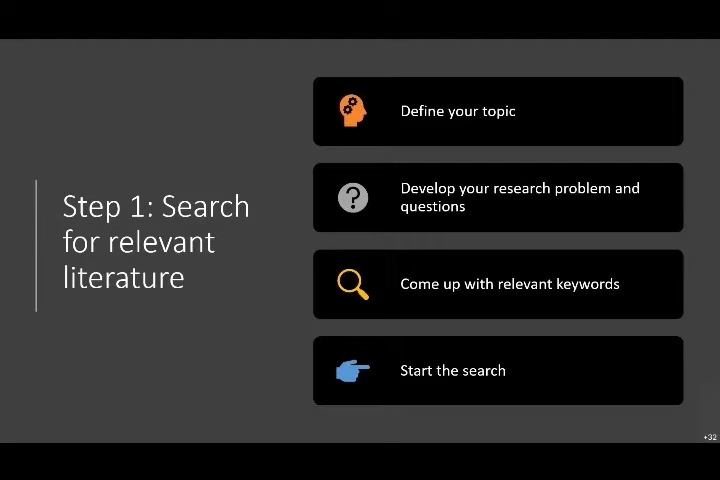 Step 1: Search
for relevant
literature
Define your topic
Develop your research problem and
questions
Come up with relevant keywords
Start the search
+32